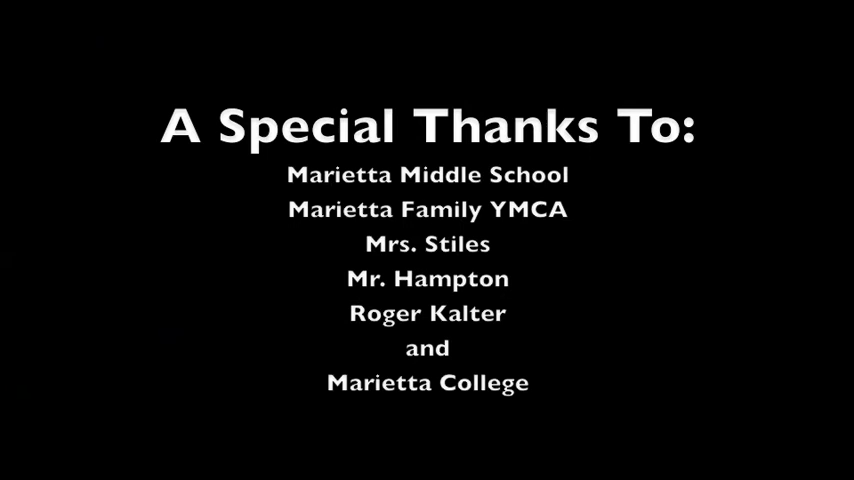 A Special Thanks To:
Marietta Middle School
Marietta Family YMCA
Mrs. Stiles
Mr. Hampton
Roger Kalter
and
Marietta College